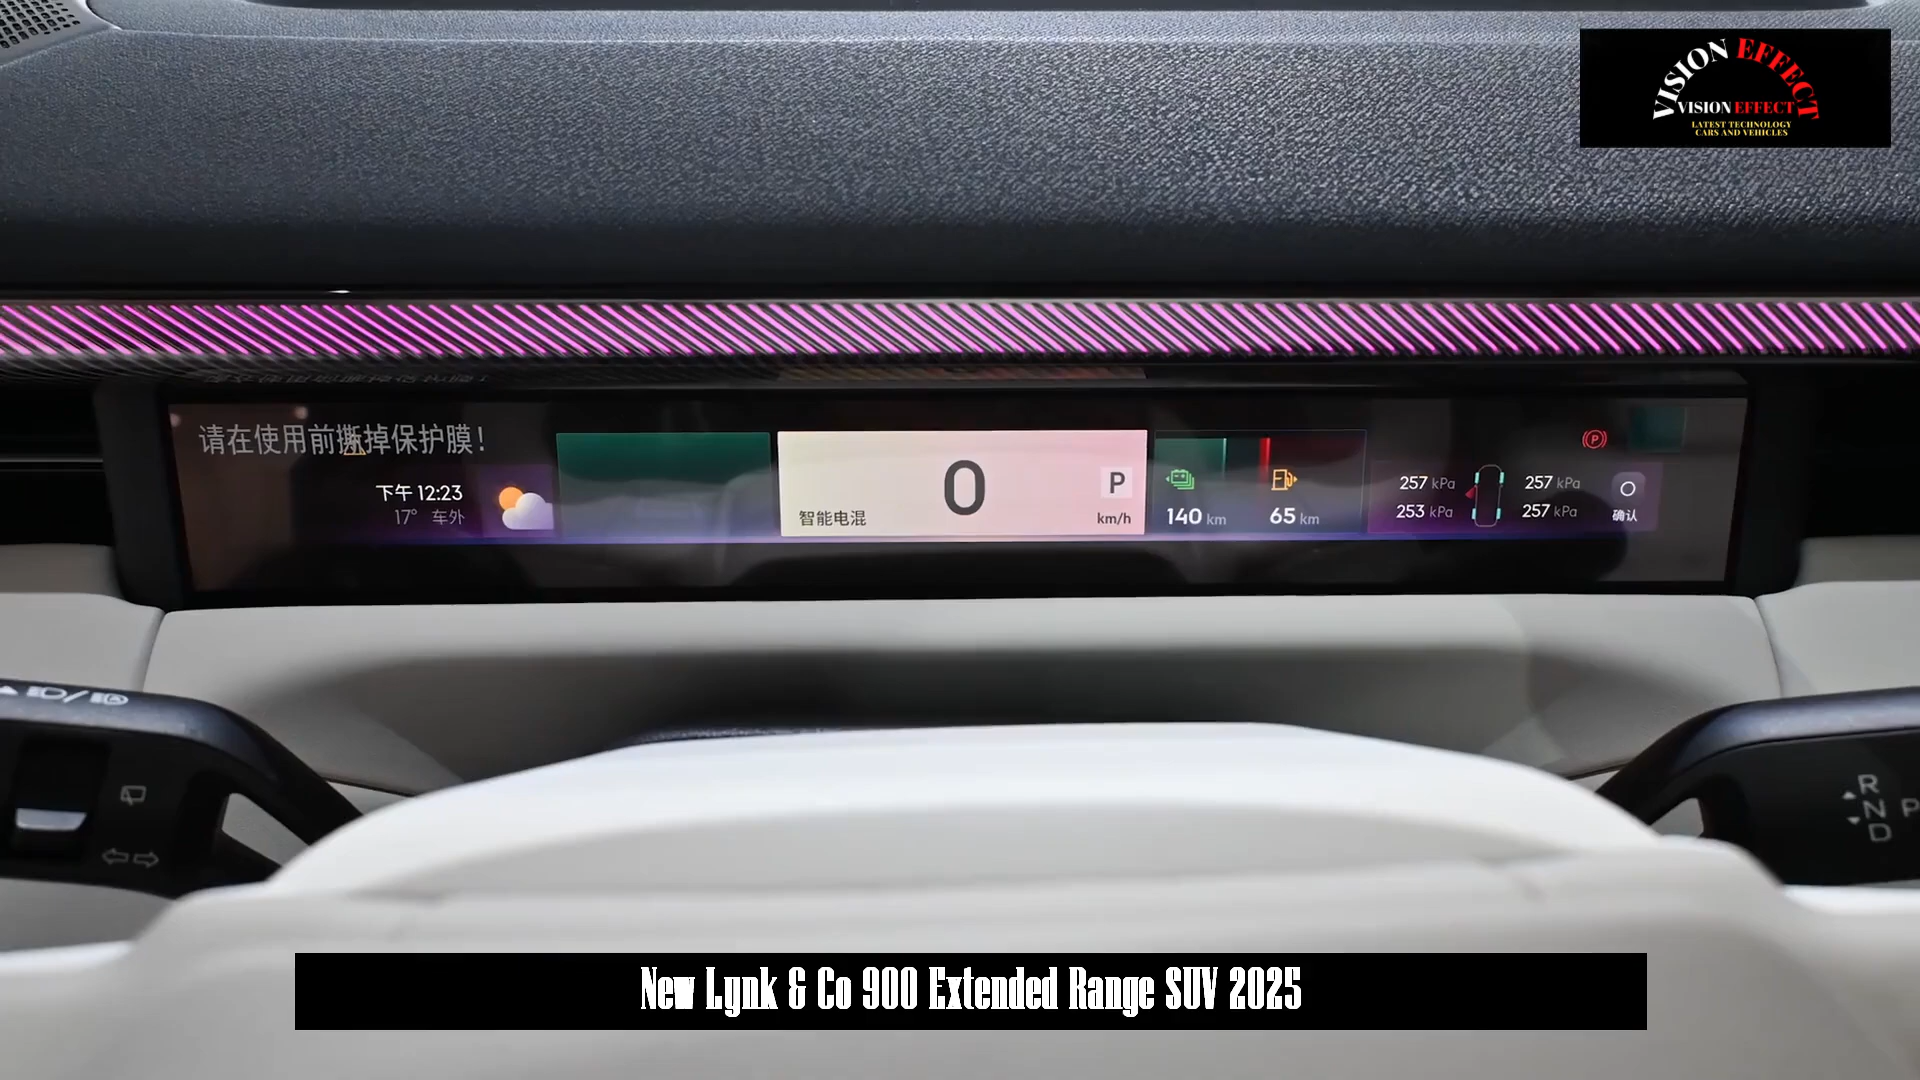 VISION EFFECT
VISION EFFECT
LATEST TECHNOLOGY
CARS AND VEHICLES
请在使用前撕掉保护膜！
下午 12:23
17° 车外
0
P
智能电混
km/h
140 km
65 km
257 kPa
257 kPa
253 kPa
257 kPa
P
确认
R
N
D
P
New Lynk & Co 900 Extended Range SUV 2025